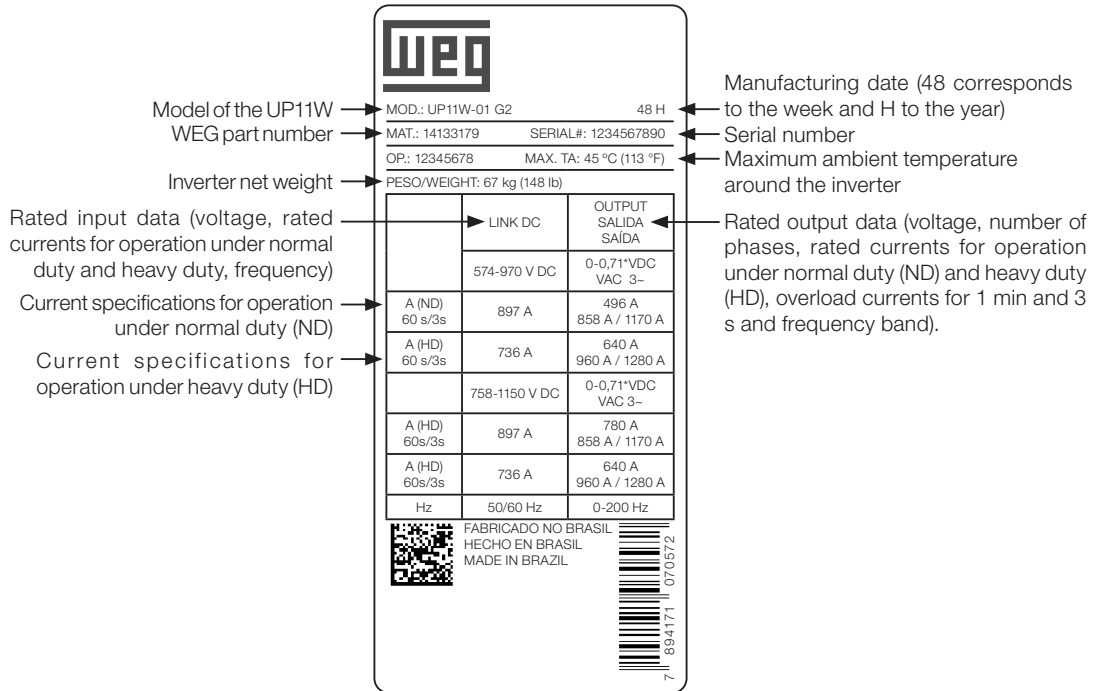 weg
MOD.: UP11W-01 G2 48 H
MAT.: 14133179 SERIAL#: 1234567890
OP.: 12345678 MAX. TA: 45 ºC (113 °F)
PESO/WEIGHT: 67 kg (148 lb)
LINK DC
OUTPUT
SALIDA
SAÍDA
574-970 V DC
0-0,71*VDC
VAC 3~
A (ND)
60 s/3s
897 A
496 A
858 A / 1170 A
A (HD)
60 s/3s
736 A
640 A
960 A / 1280 A
758-1150 V DC
0-0,71*VDC
VAC 3~
A (HD)
60s/3s
897 A
780 A
858 A / 1170 A
A (HD)
60s/3s
736 A
640 A
960 A / 1280 A
Hz 50/60 Hz 0-200 Hz
FABRICADO NO BRASIL
HECHO EN BRASIL
MADE IN BRAZIL
7 894171 070572
Model of the UP11W
WEG part number
Inverter net weight
Rated input data (voltage, rated
currents for operation under normal
duty and heavy duty, frequency)
Current specifications for operation
under normal duty (ND)
Current specifications for
operation under heavy duty (HD)
Manufacturing date (48 corresponds
to the week and H to the year)
Serial number
Maximum ambient temperature
around the inverter
Rated output data (voltage, number of
phases, rated currents for operation
under normal duty (ND) and heavy duty
(HD), overload currents for 1 min and 3
s and frequency band).